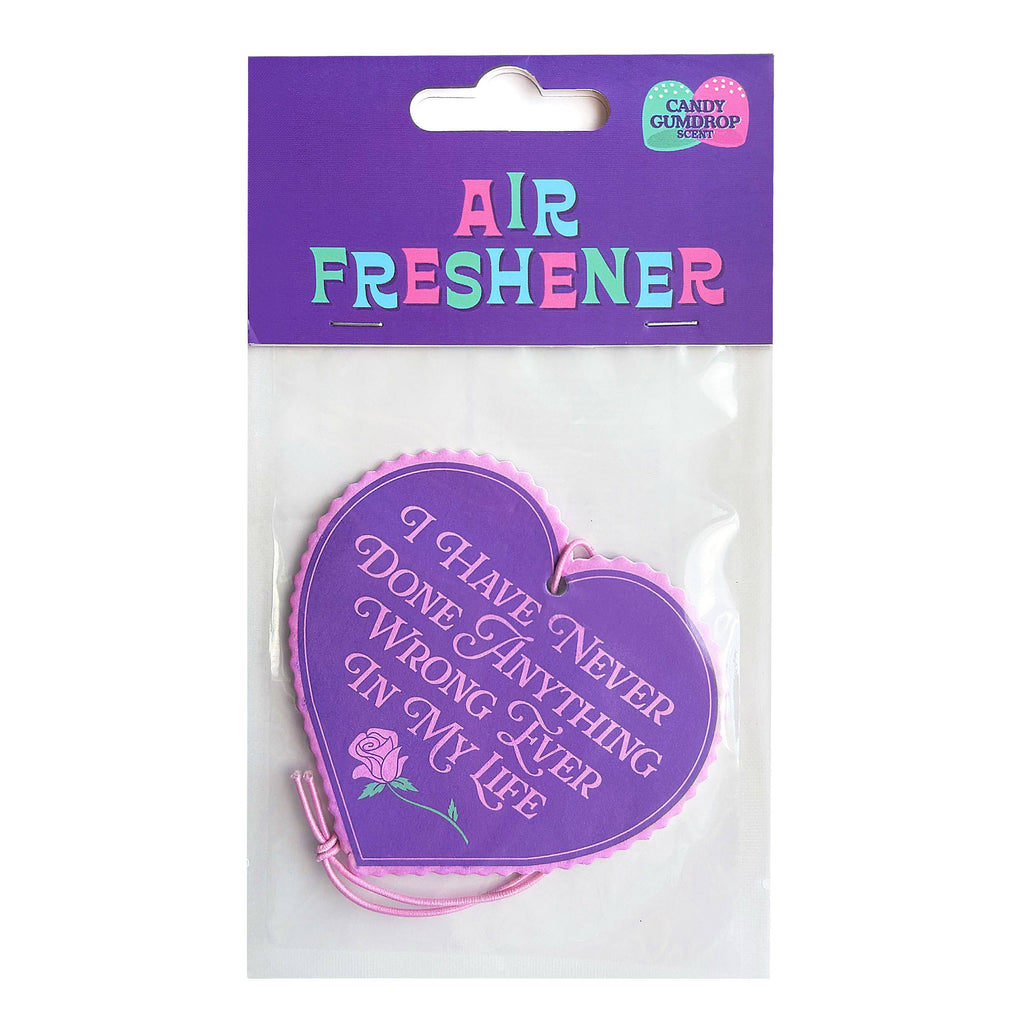 CANDY
GUMDROP
SCENT
AIR
FRESHENER
I Have Never
Done Anything
Wrong Ever
In My Life